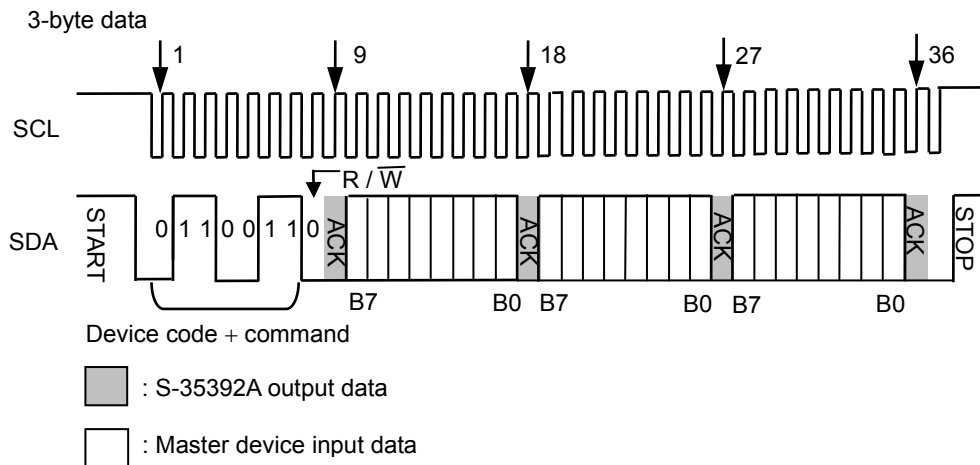 3-byte data
1 9 18 27 36
SCL
R / W
SDA START 0 1 1 0 0 1 1 0 ACK ACK ACK ACK STOP
B7 B0 B7 B0 B7 B0
Device code + command
: S-35392A output data
: Master device input data